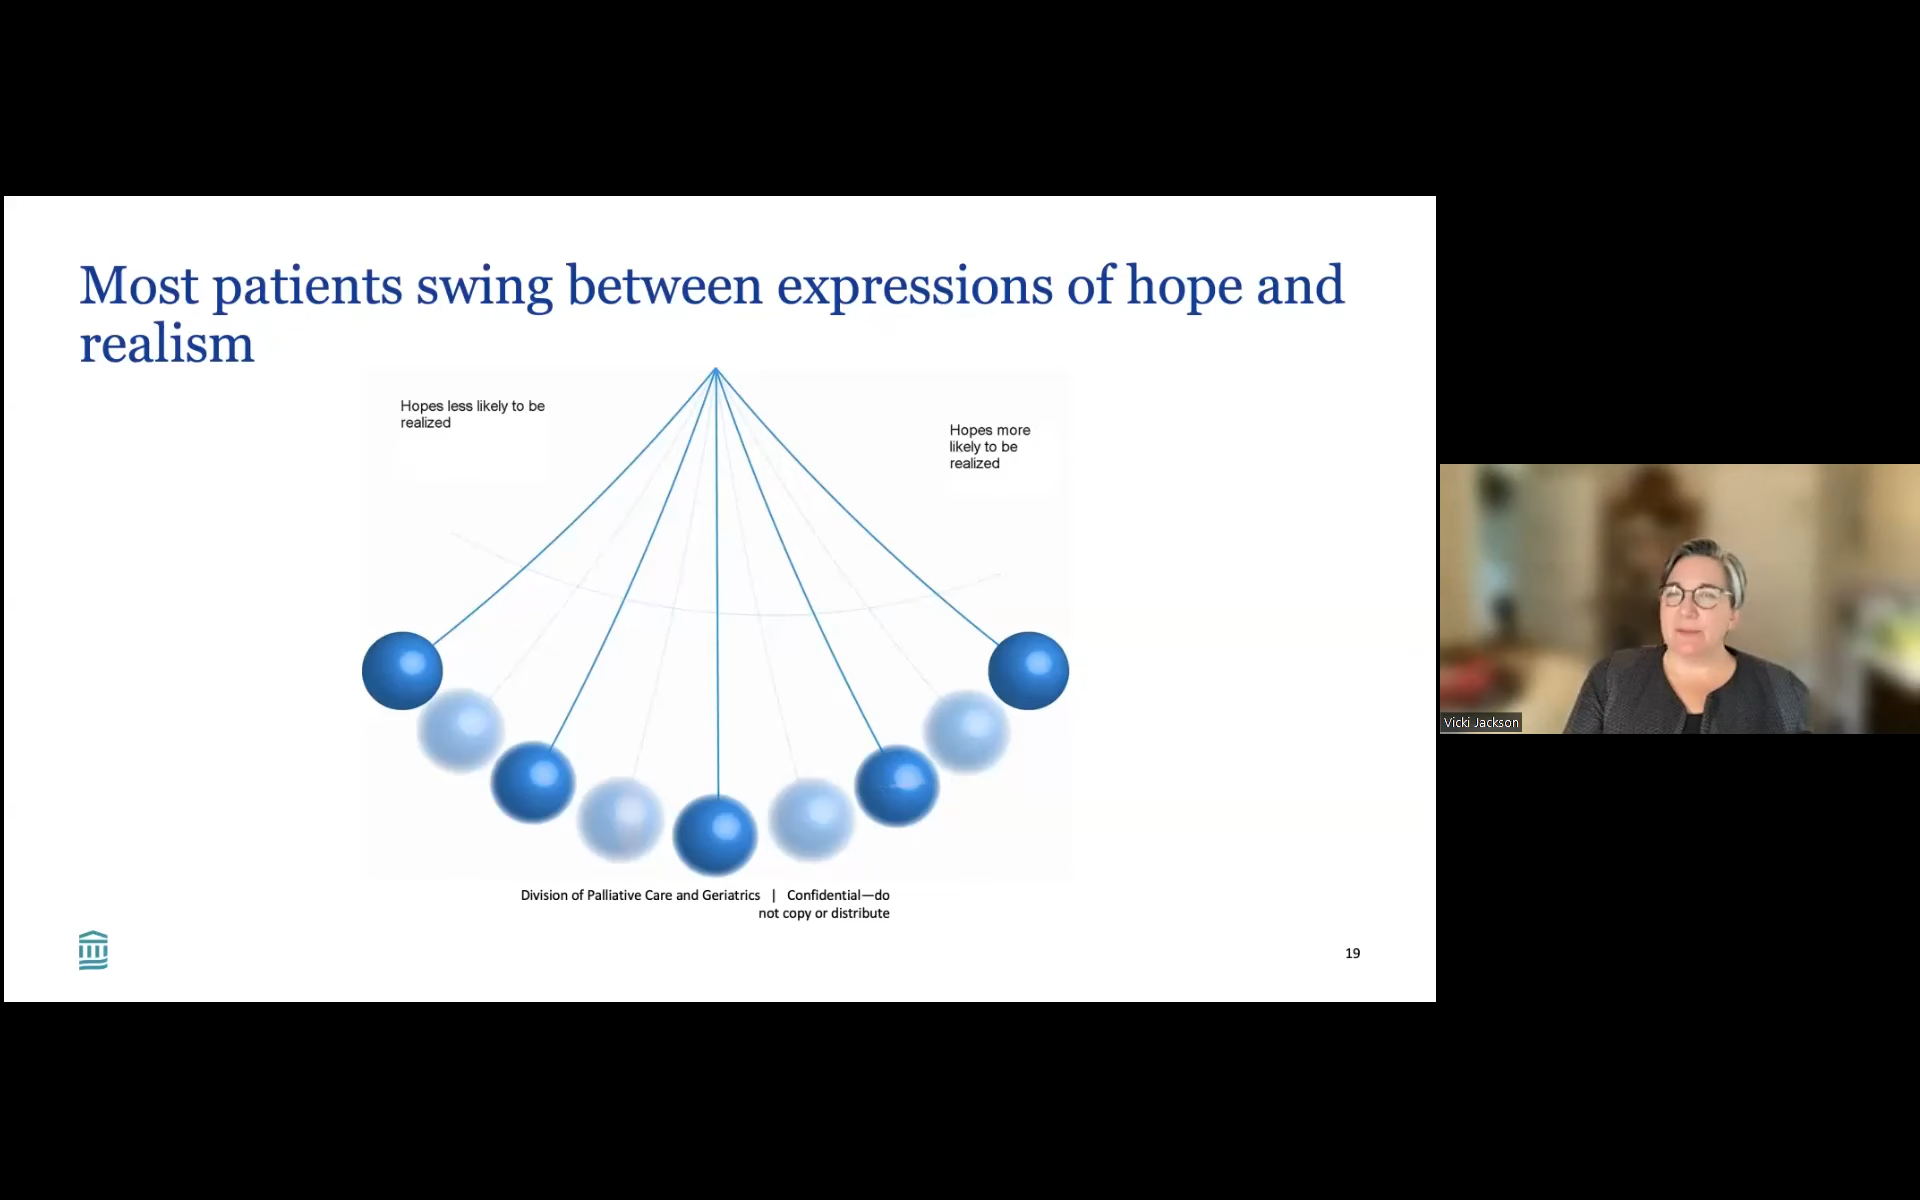 Most patients swing between expressions of hope and
realism
Hopes less likely to be
realized
Hopes more
likely to be
realized
Division of Palliative Care and Geriatrics | Confidential—do
not copy or distribute
19
Vicki Jackson